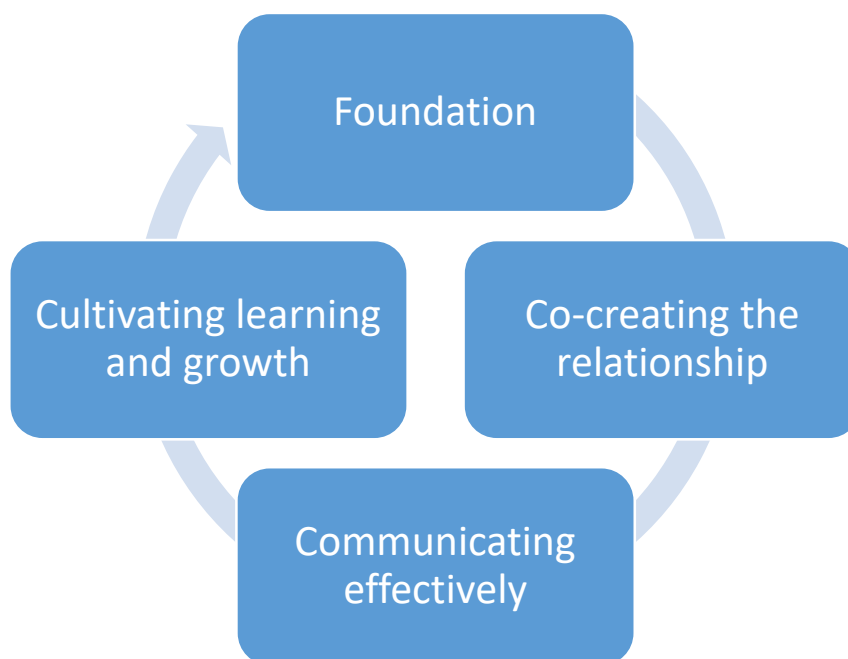 Foundation
Co-creating the
relationship
Communicating
effectively
Cultivating learning
and growth